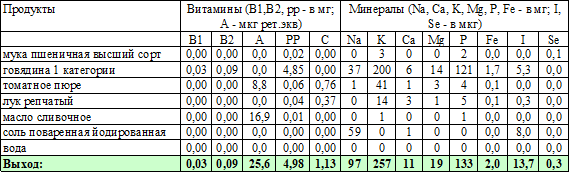 Продукты Витамины (В1,В2, рр - в мг; Минералы (Na, Ca, K, Mg, P, Fe - в мг; I,
А - мкг рет.экв) Se - в мкг)
B1 B2 A PP C Na K Ca Mg P Fe I Se
мука пшеничная высший сорт 0,00 0,00 0,0 0,02 0,00 0 3 0 0 2 0,0 0,0 0,1
говядина 1 категории 0,03 0,09 0,0 4,85 0,00 37 200 6 14 121 1,7 5,3 0,0
томатное пюре 0,00 0,00 8,8 0,06 0,76 1 41 1 3 4 0,1 0,0 0,0
лук репчатый 0,00 0,00 0,0 0,04 0,37 0 14 3 1 5 0,1 0,3 0,0
масло сливочное 0,00 0,00 16,9 0,01 0,00 0 1 0 0 1 0,0 0,0 0,0
соль поваренная йодированная 0,00 0,00 0,0 0,00 0,00 59 0 1 0 0 0,0 8,0 0,0
вода 0,00 0,00 0,0 0,00 0,00 0 0 0 0 0 0,0 0,0 0,0
Выход: 0,03 0,09 25,6 4,98 1,13 97 257 11 19 133 2,0 13,7 0,3